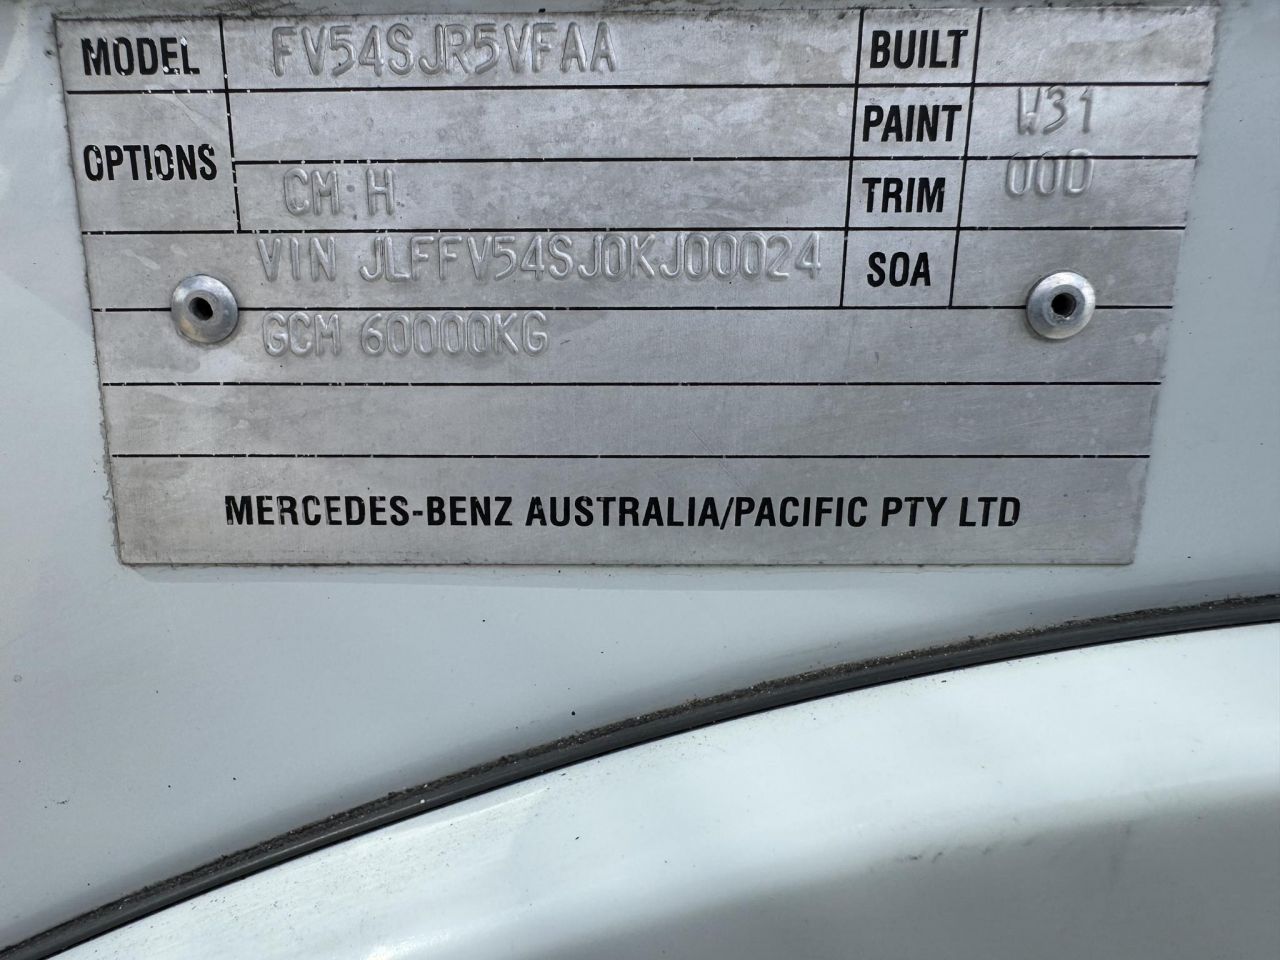 MODEL FV54SJR5VFAA BUILT
PAINT W31
OPTIONS
CM H TRIM 00D
VIN JLFFV54SJ0KJ00024 SOA
GCM 60000KG
MERCEDES-BENZ AUSTRALIA/PACIFIC PTY LTD